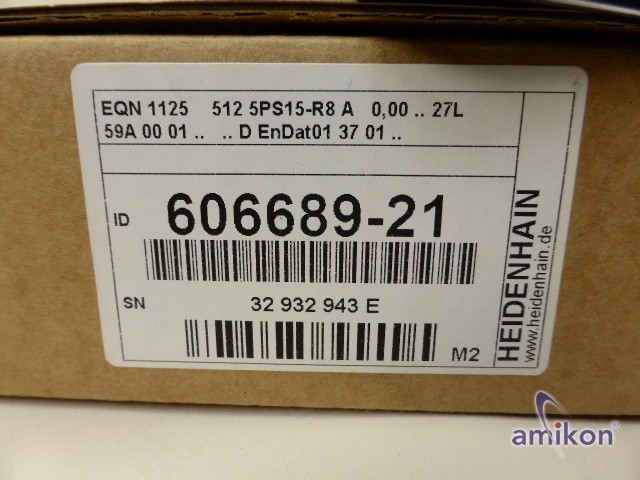 EQN 1125 512 5PS15-R8 A 0,00 .. 27L
59A 00 01 .. .. D EnDat01 37 01 ..
ID 606689-21
SN 32 932 943 E
M2
HEIDENHAIN
www.heidenhain.de
amikon®